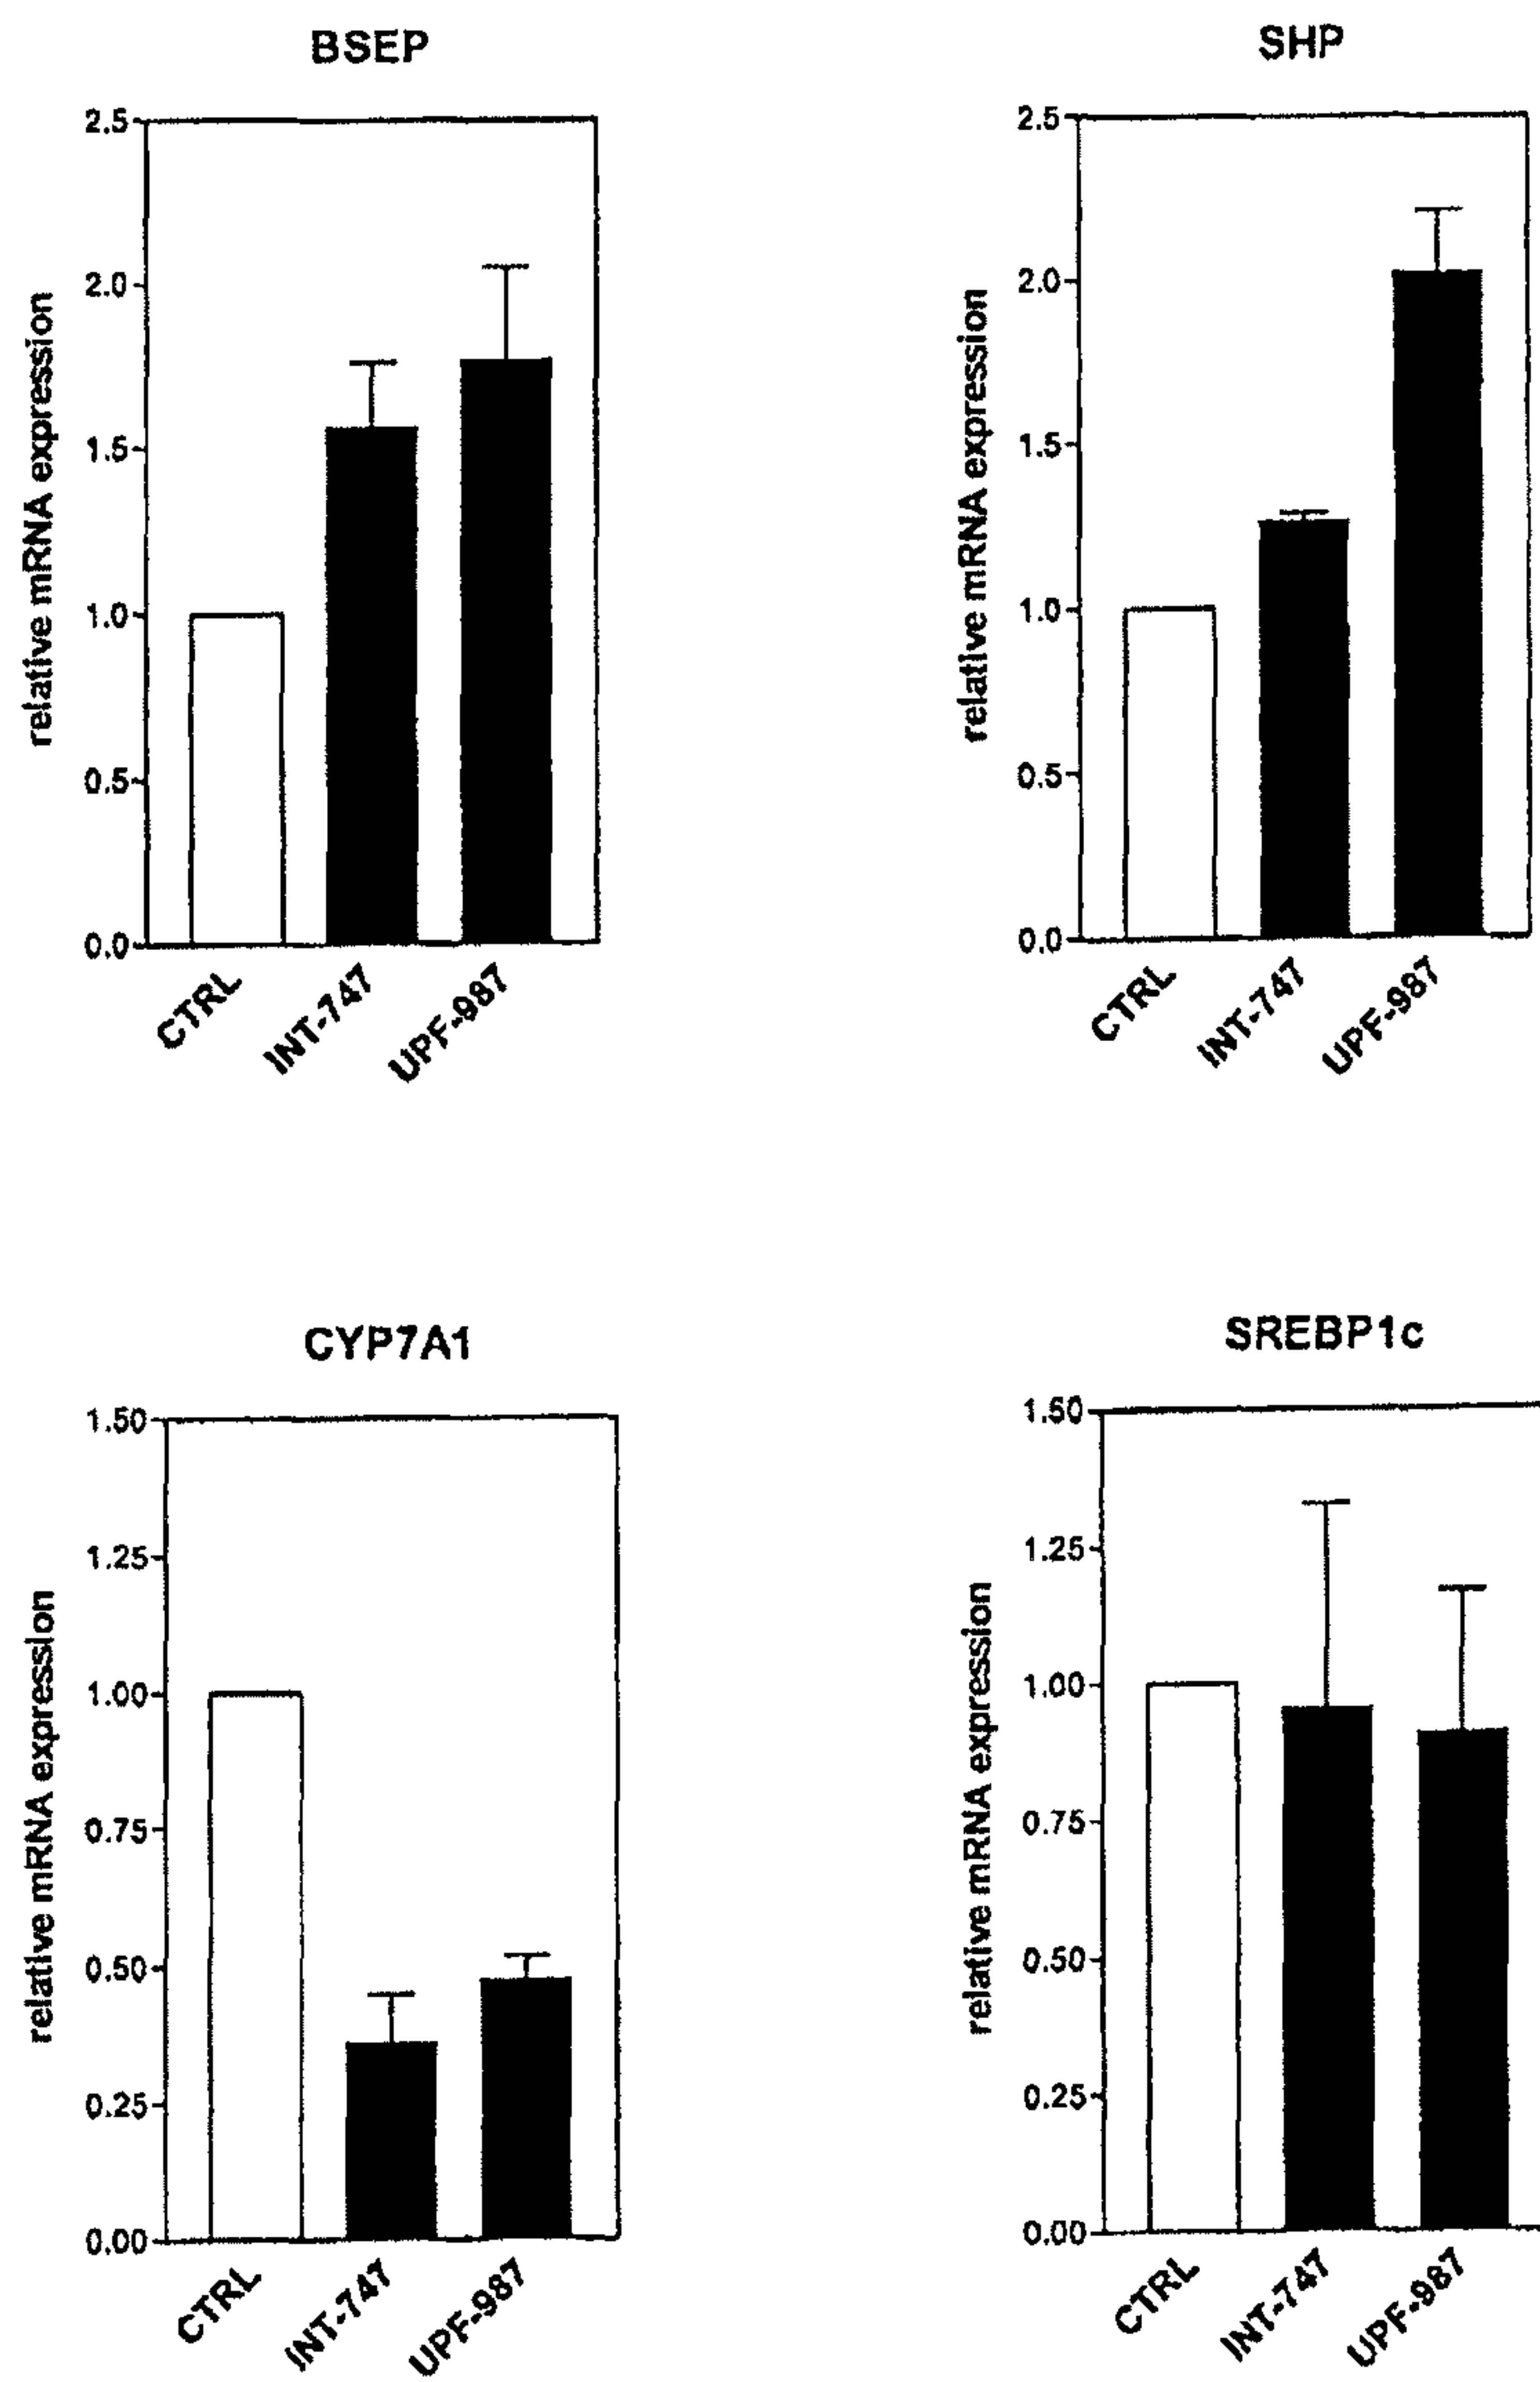 BSEP
2.5
2.0
1.5
1.0
0.5
0.0
relative mRNA expression
CTRL
INT-747
UPF-987
SHP
2.5
2.0
1.5
1.0
0.5
0.0
relative mRNA expression
CTRL
INT-747
UPF-987
CYP7A1
1.50
1.25
1.00
0.75
0.50
0.25
0.00
relative mRNA expression
CTRL
INT-747
UPF-987
SREBP1c
1.50
1.25
1.00
0.75
0.50
0.25
0.00
relative mRNA expression
CTRL
INT-747
UPF-987